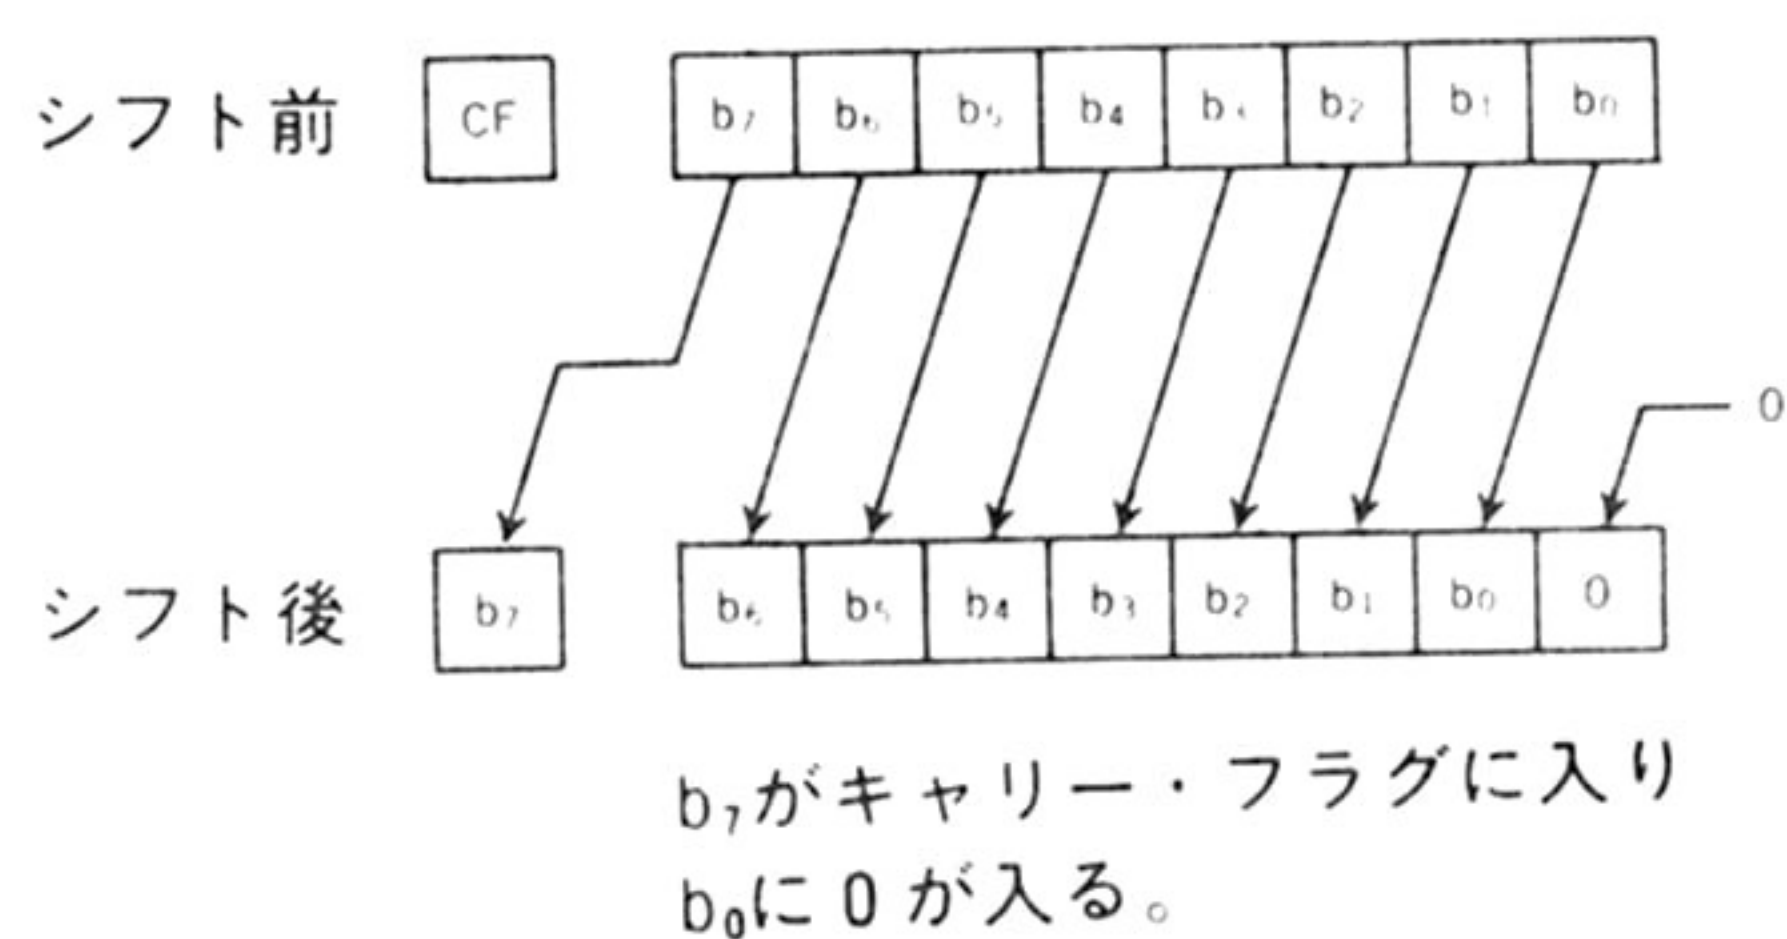 シフト前 CF b₇ b₆ b₅ b₄ b₃ b₂ b₁ b₀
0
シフト後 b₇ b₆ b₅ b₄ b₃ b₂ b₁ b₀ 0
b₇がキャリー・フラグに入り
b₀に0が入る。